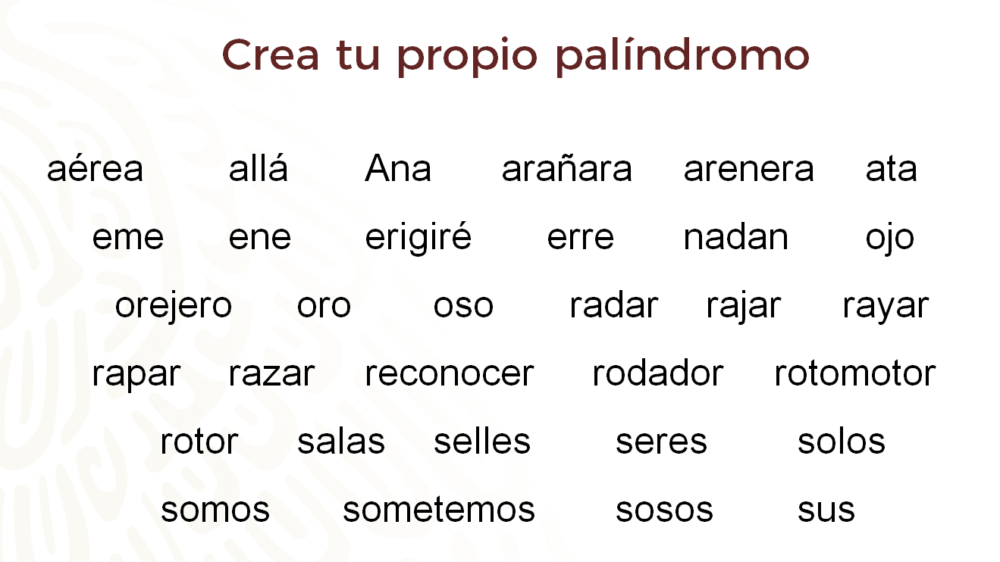 Crea tu propio palíndromo
aérea allá Ana arañara arenera ata
eme ene erigiré erre nadan ojo
orejero oro oso radar rajar rayar
rapar razar reconocer rodador rotomotor
rotor salas selles seres solos
somos sometemos sosos sus